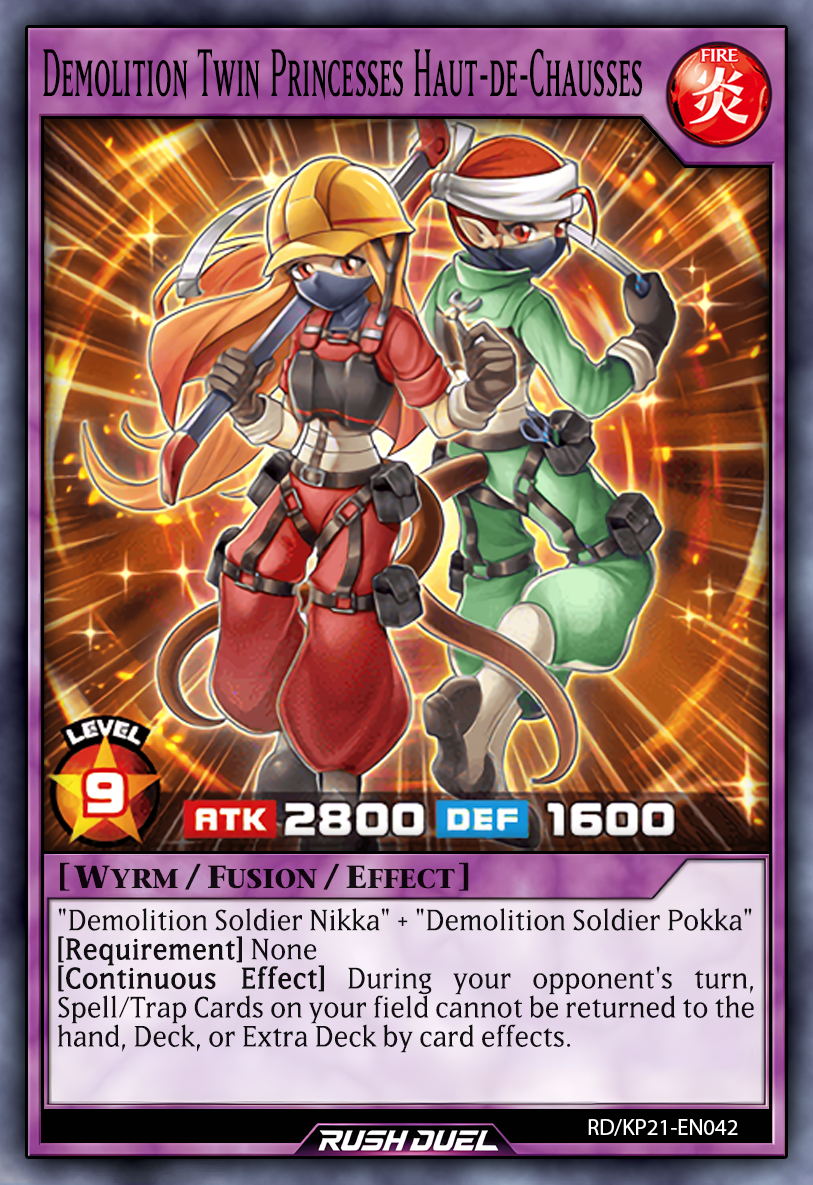 Demolition Twin Princesses Haut-de-Chausses
FIRE
炎
LEVEL
9
ATK 2800 DEF 1600
[ Wyrm / Fusion / Effect ]
"Demolition Soldier Nikka" + "Demolition Soldier Pokka"
[Requirement] None
[Continuous Effect] During your opponent's turn,
Spell/Trap Cards on your field cannot be returned to the
hand, Deck, or Extra Deck by card effects.
RD/KP21-EN042
RUSH DUEL